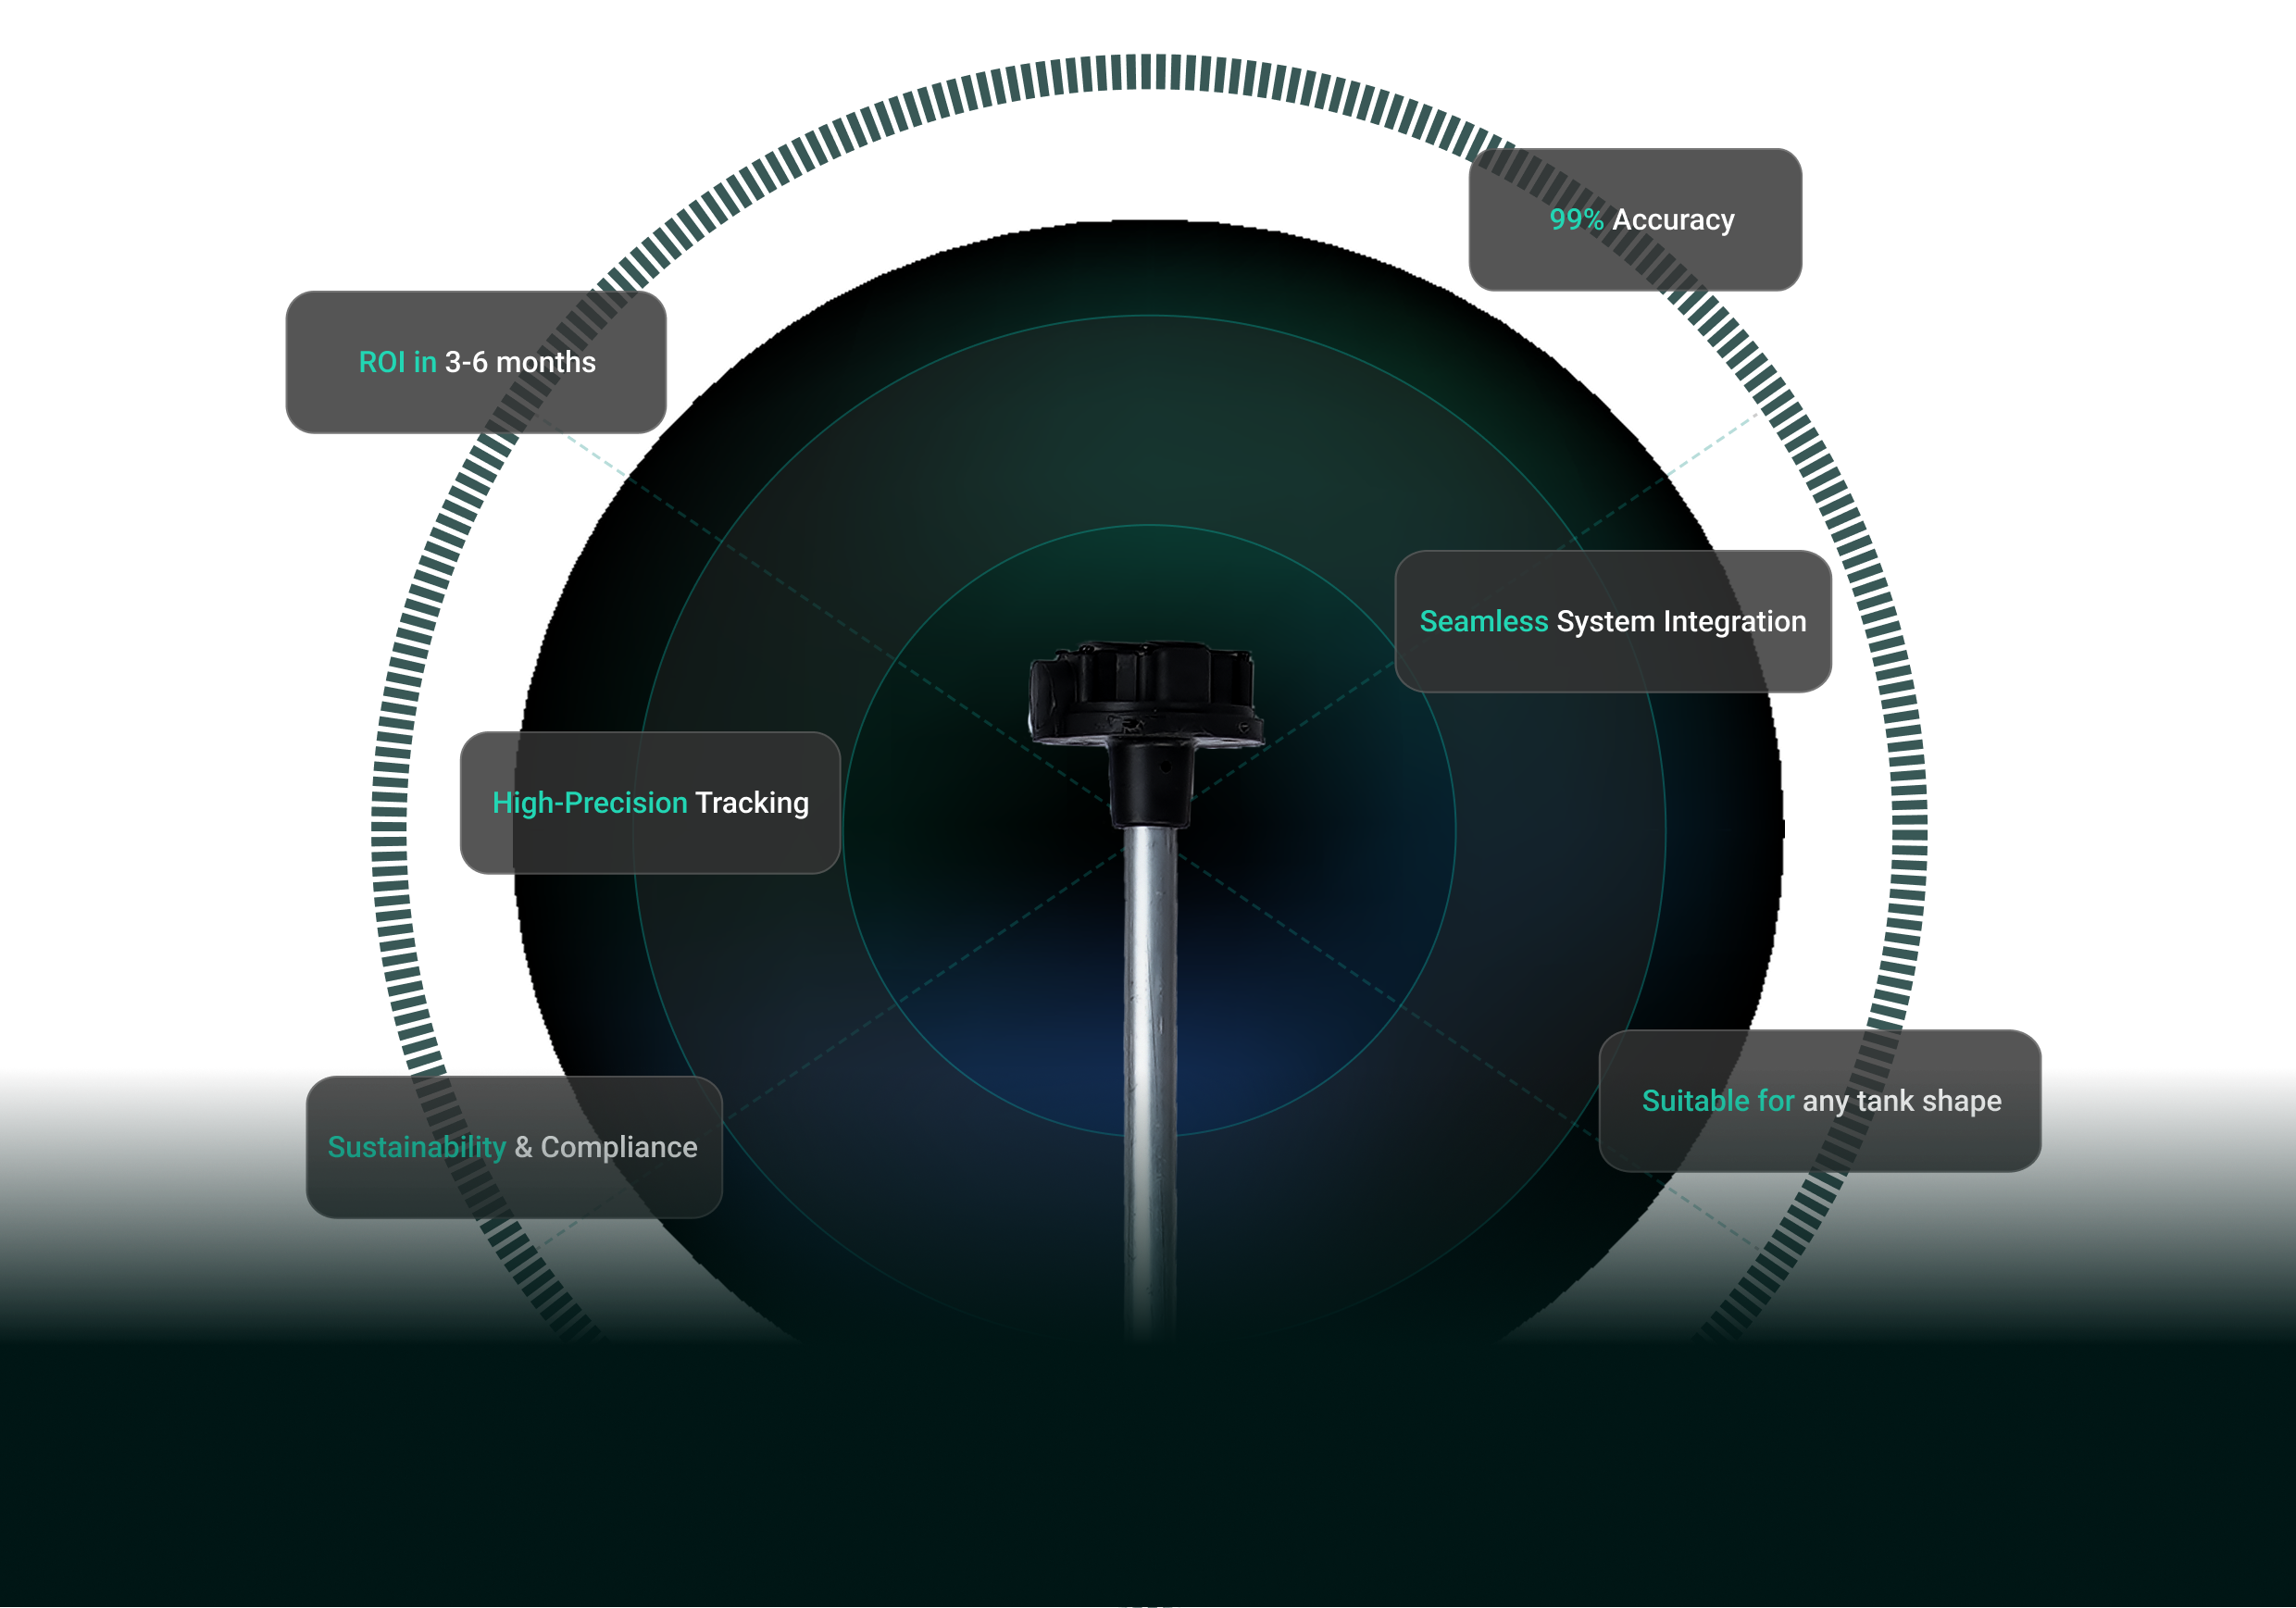 99% Accuracy
ROI in 3-6 months
Seamless System Integration
High-Precision Tracking
Suitable for any tank shape
Sustainability & Compliance